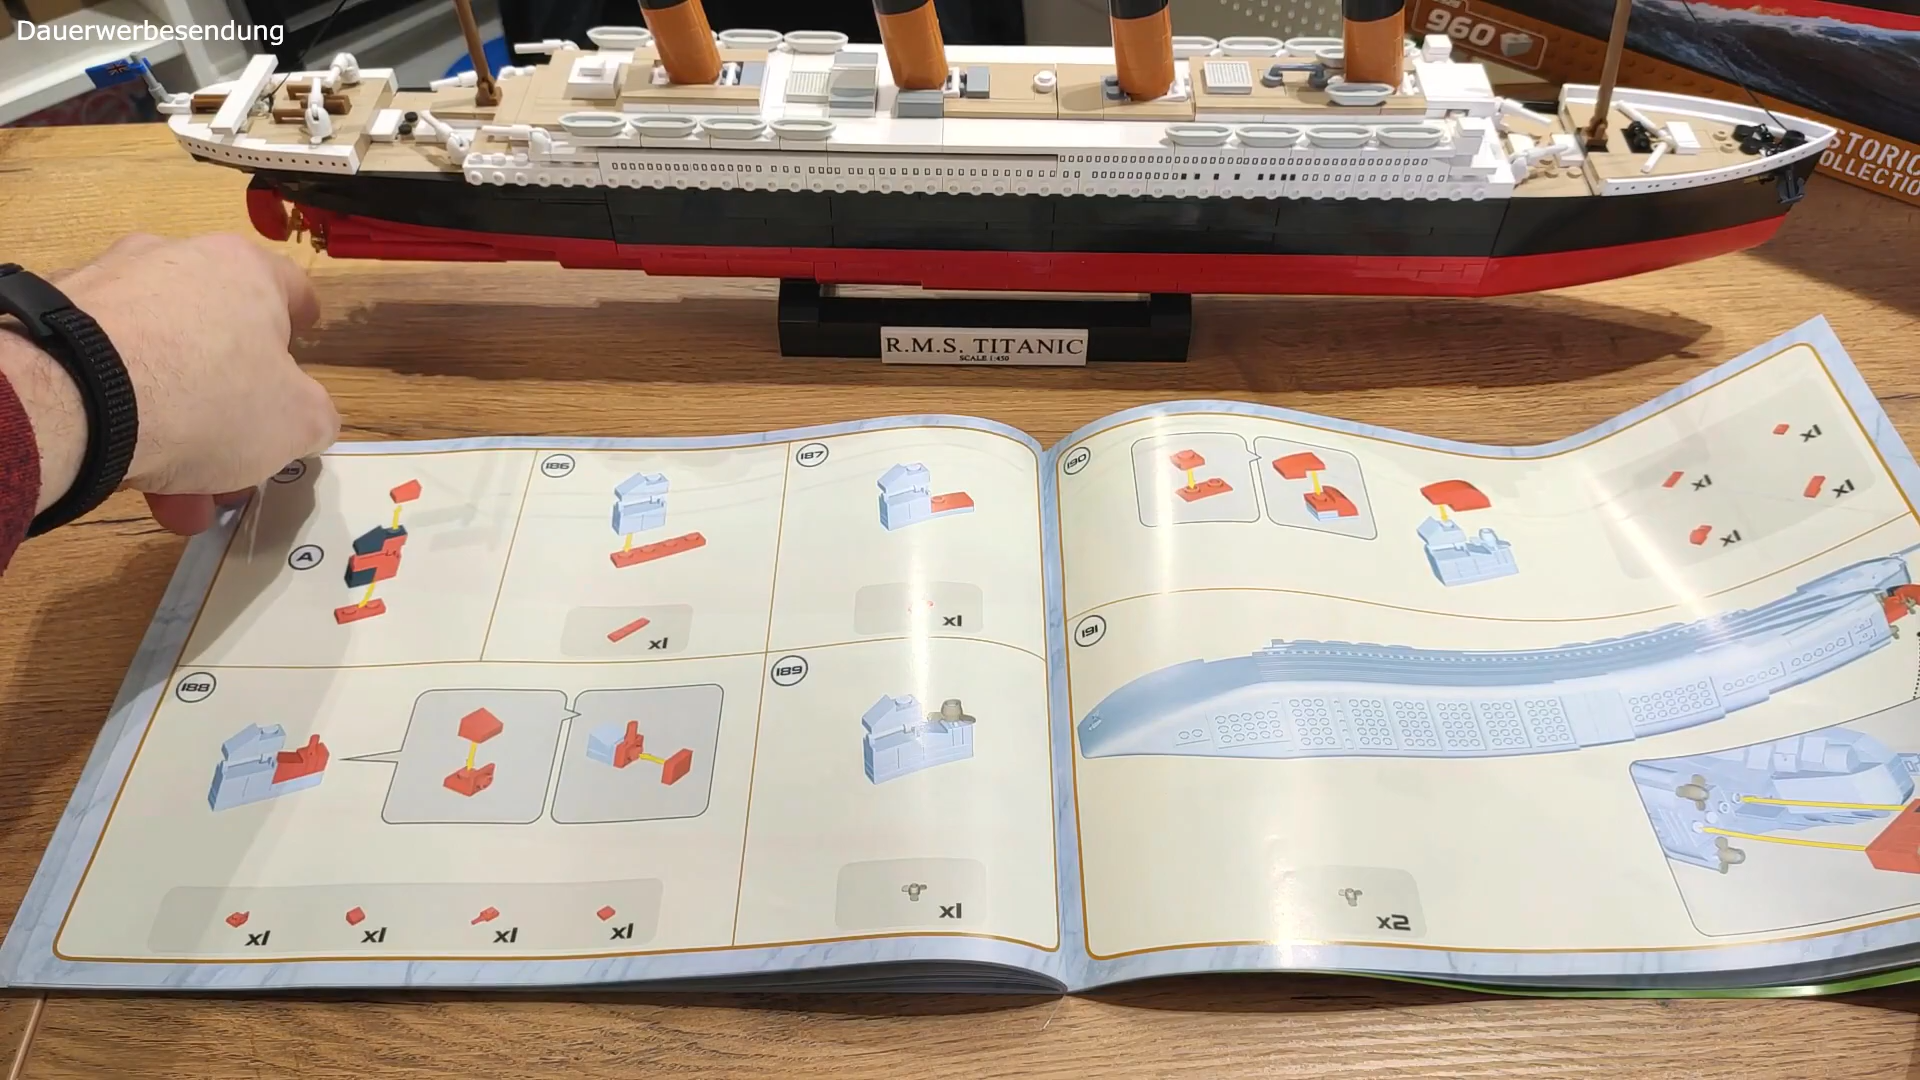 Dauerwerbesendung
960
STORIC
OLLECTIO
R.M.S. TITANIC
SCALE 1:450
186
187
190
x1
x1
x1
x1
A
x1
x1
191
188
189
x1
x1
x1
x1
x1
x2